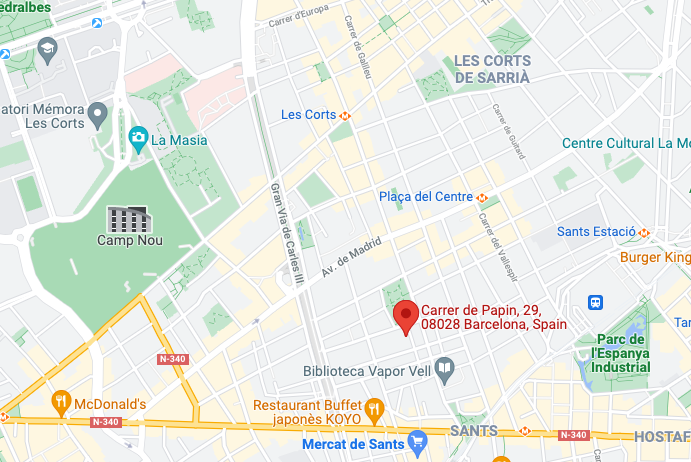 edralbes
Carrer d'Europa
Carrer de Galileu
LES CORTS
DE SARRIÀ
atori Mémora
Les Corts
La Masia
Les Corts
Carrer de Guitard
Centre Cultural La Mo
Gran Via de Carles III
Plaça del Centre
Camp Nou
Av. de Madrid
Carrer del Vallespir
Sants Estació
Burger King
Carrer de Papin, 29,
08028 Barcelona, Spain
Tar
Parc de
l'Espanya
Industrial
N-340
Biblioteca Vapor Vell
McDonald's
N-340
Restaurant Buffet
japonès KOYO
Mercat de Sants
SANTS
N-340
HOSTAF